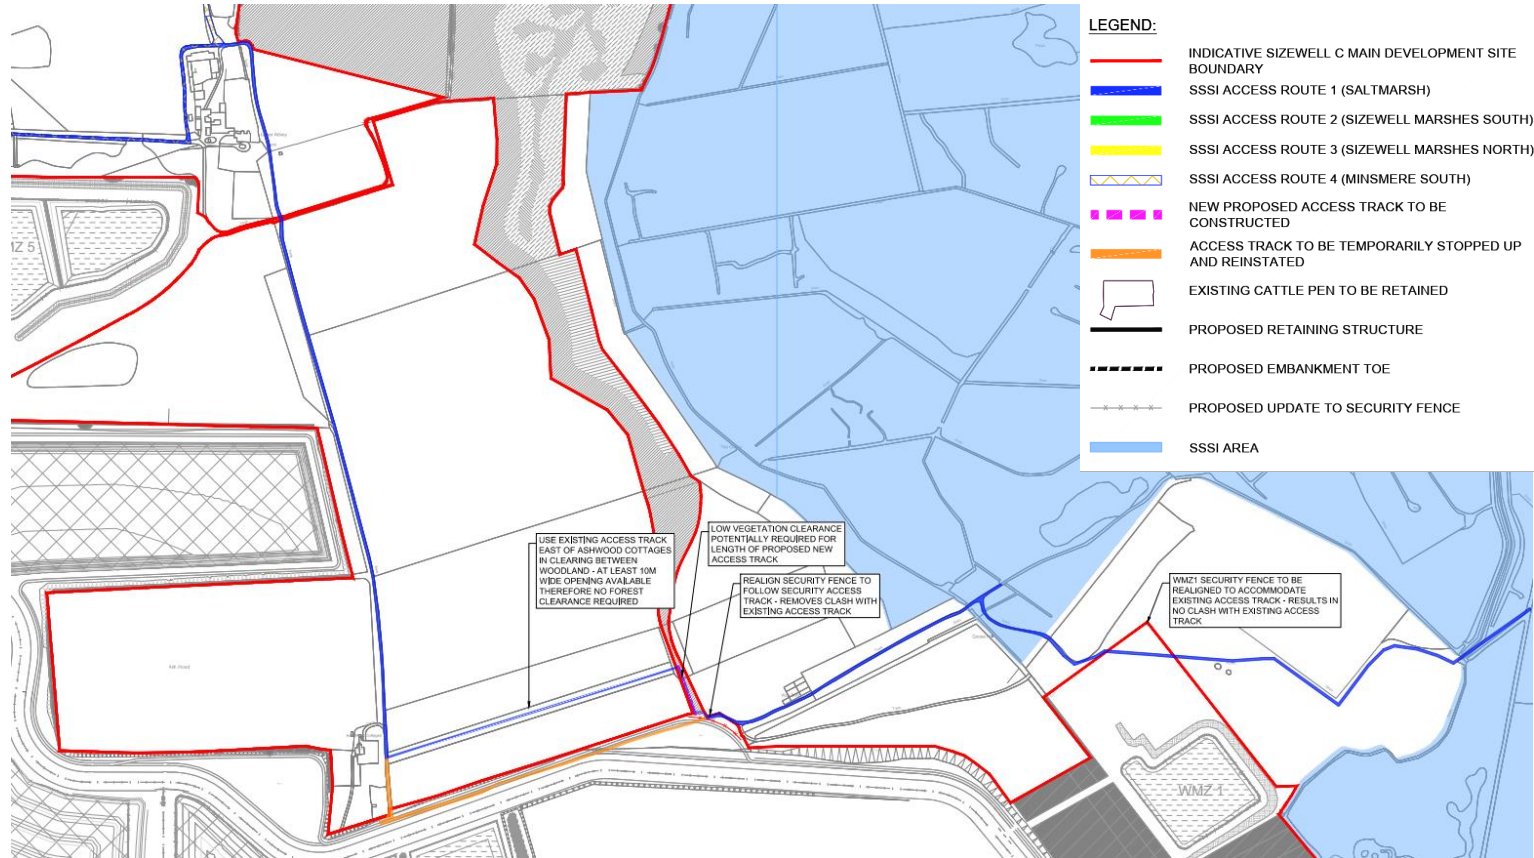 LEGEND:
INDICATIVE SIZEWELL C MAIN DEVELOPMENT SITE
BOUNDARY
SSSI ACCESS ROUTE 1 (SALTMARSH)
SSSI ACCESS ROUTE 2 (SIZEWELL MARSHES SOUTH)
SSSI ACCESS ROUTE 3 (SIZEWELL MARSHES NORTH)
SSSI ACCESS ROUTE 4 (MINSMERE SOUTH)
NEW PROPOSED ACCESS TRACK TO BE
CONSTRUCTED
ACCESS TRACK TO BE TEMPORARILY STOPPED UP
AND REINSTATED
EXISTING CATTLE PEN TO BE RETAINED
PROPOSED RETAINING STRUCTURE
PROPOSED EMBANKMENT TOE
PROPOSED UPDATE TO SECURITY FENCE
SSSI AREA
MZ 5
USE EXISTING ACCESS TRACK
EAST OF ASHWOOD COTTAGES
IN CLEARING BETWEEN
WOODLAND - AT LEAST 10M
WIDE OPENING AVAILABLE
THEREFORE NO FOREST
CLEARANCE REQUIRED
LOW VEGETATION CLEARANCE
POTENTIALLY REQUIRED FOR
LENGTH OF PROPOSED NEW
ACCESS TRACK
REALIGN SECURITY FENCE TO
FOLLOW SECURITY ACCESS
TRACK - REMOVES CLASH WITH
EXISTING ACCESS TRACK
WMZ1 SECURITY FENCE TO BE
REALIGNED TO ACCOMMODATE
EXISTING ACCESS TRACK - RESULTS IN
NO CLASH WITH EXISTING ACCESS
TRACK
WMZ 1